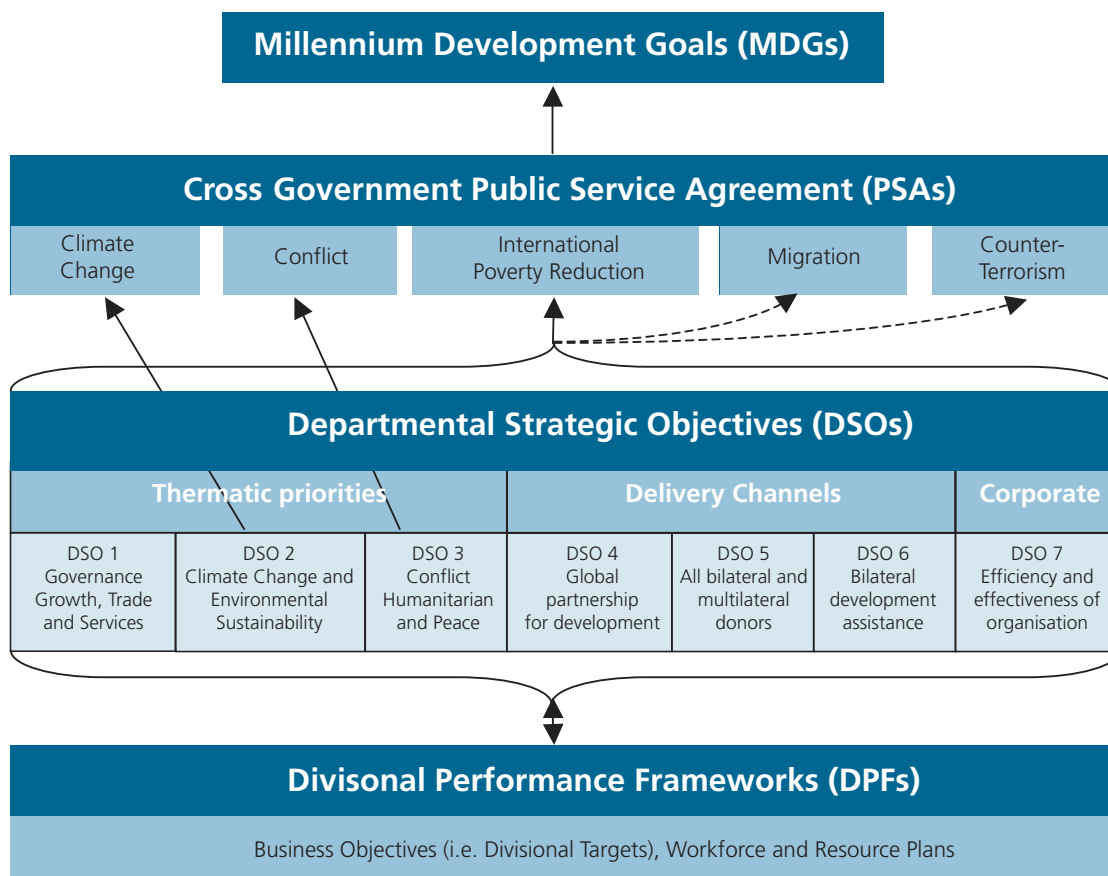 Millennium Development Goals (MDGs)
Cross Government Public Service Agreement (PSAs)
Climate
Change
Conflict
International
Poverty Reduction
Migration
Counter-
Terrorism
Departmental Strategic Objectives (DSOs)
Thematic priorities
Delivery Channels
Corporate
DSO 1
Governance
Growth, Trade
and Services
DSO 2
Climate Change and
Environmental
Sustainability
DSO 3
Conflict
Humanitarian
and Peace
DSO 4
Global
partnership
for development
DSO 5
All bilateral and
multilateral
donors
DSO 6
Bilateral
development
assistance
DSO 7
Efficiency and
effectiveness of
organisation
Divisonal Performance Frameworks (DPFs)
Business Objectives (i.e. Divisional Targets), Workforce and Resource Plans